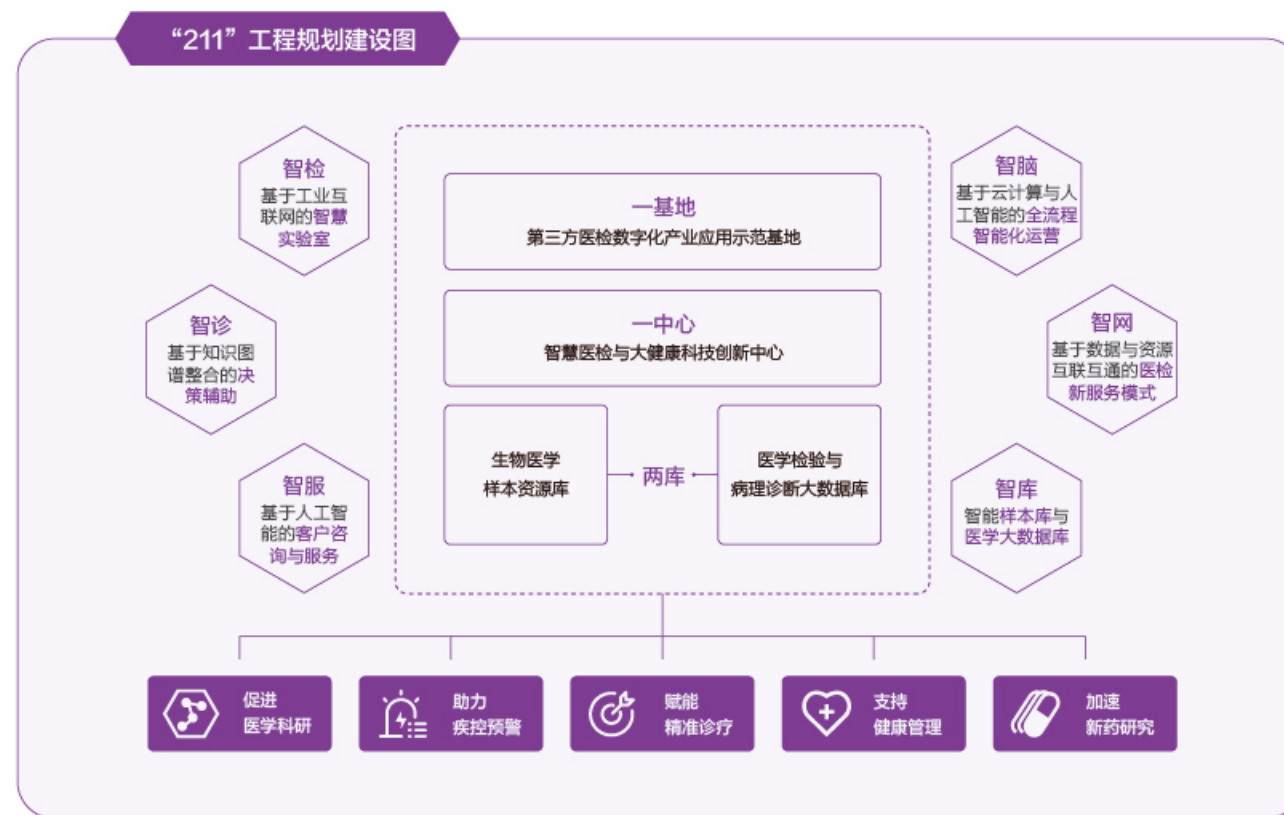 “211”工程规划建设图
智检
基于工业互
联网的智慧
实验室
智诊
基于知识图
谱整合的决
策辅助
智服
基于人工智
能的客户咨
询与服务
一基地
第三方医检数字化产业应用示范基地
一中心
智慧医检与大健康科技创新中心
生物医学
样本资源库
两库
医学检验与
病理诊断大数据库
智脑
基于云计算与人
工智能的全流程
智能化运营
智网
基于数据与资源
互联互通的医检
新服务模式
智库
智能样本库与
医学大数据库
促进
医学科研
助力
疾控预警
赋能
精准诊疗
支持
健康管理
加速
新药研究